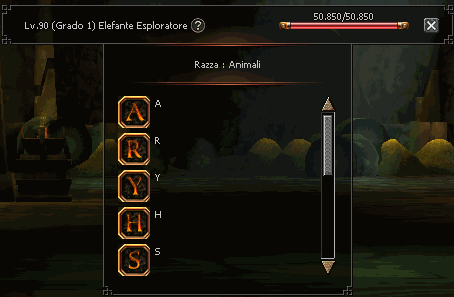 50.850/50.850
Lv.90 (Grado 1) Elefante Esploratore ?
Razza : Animali
A A
R R
Y Y
H H
S S